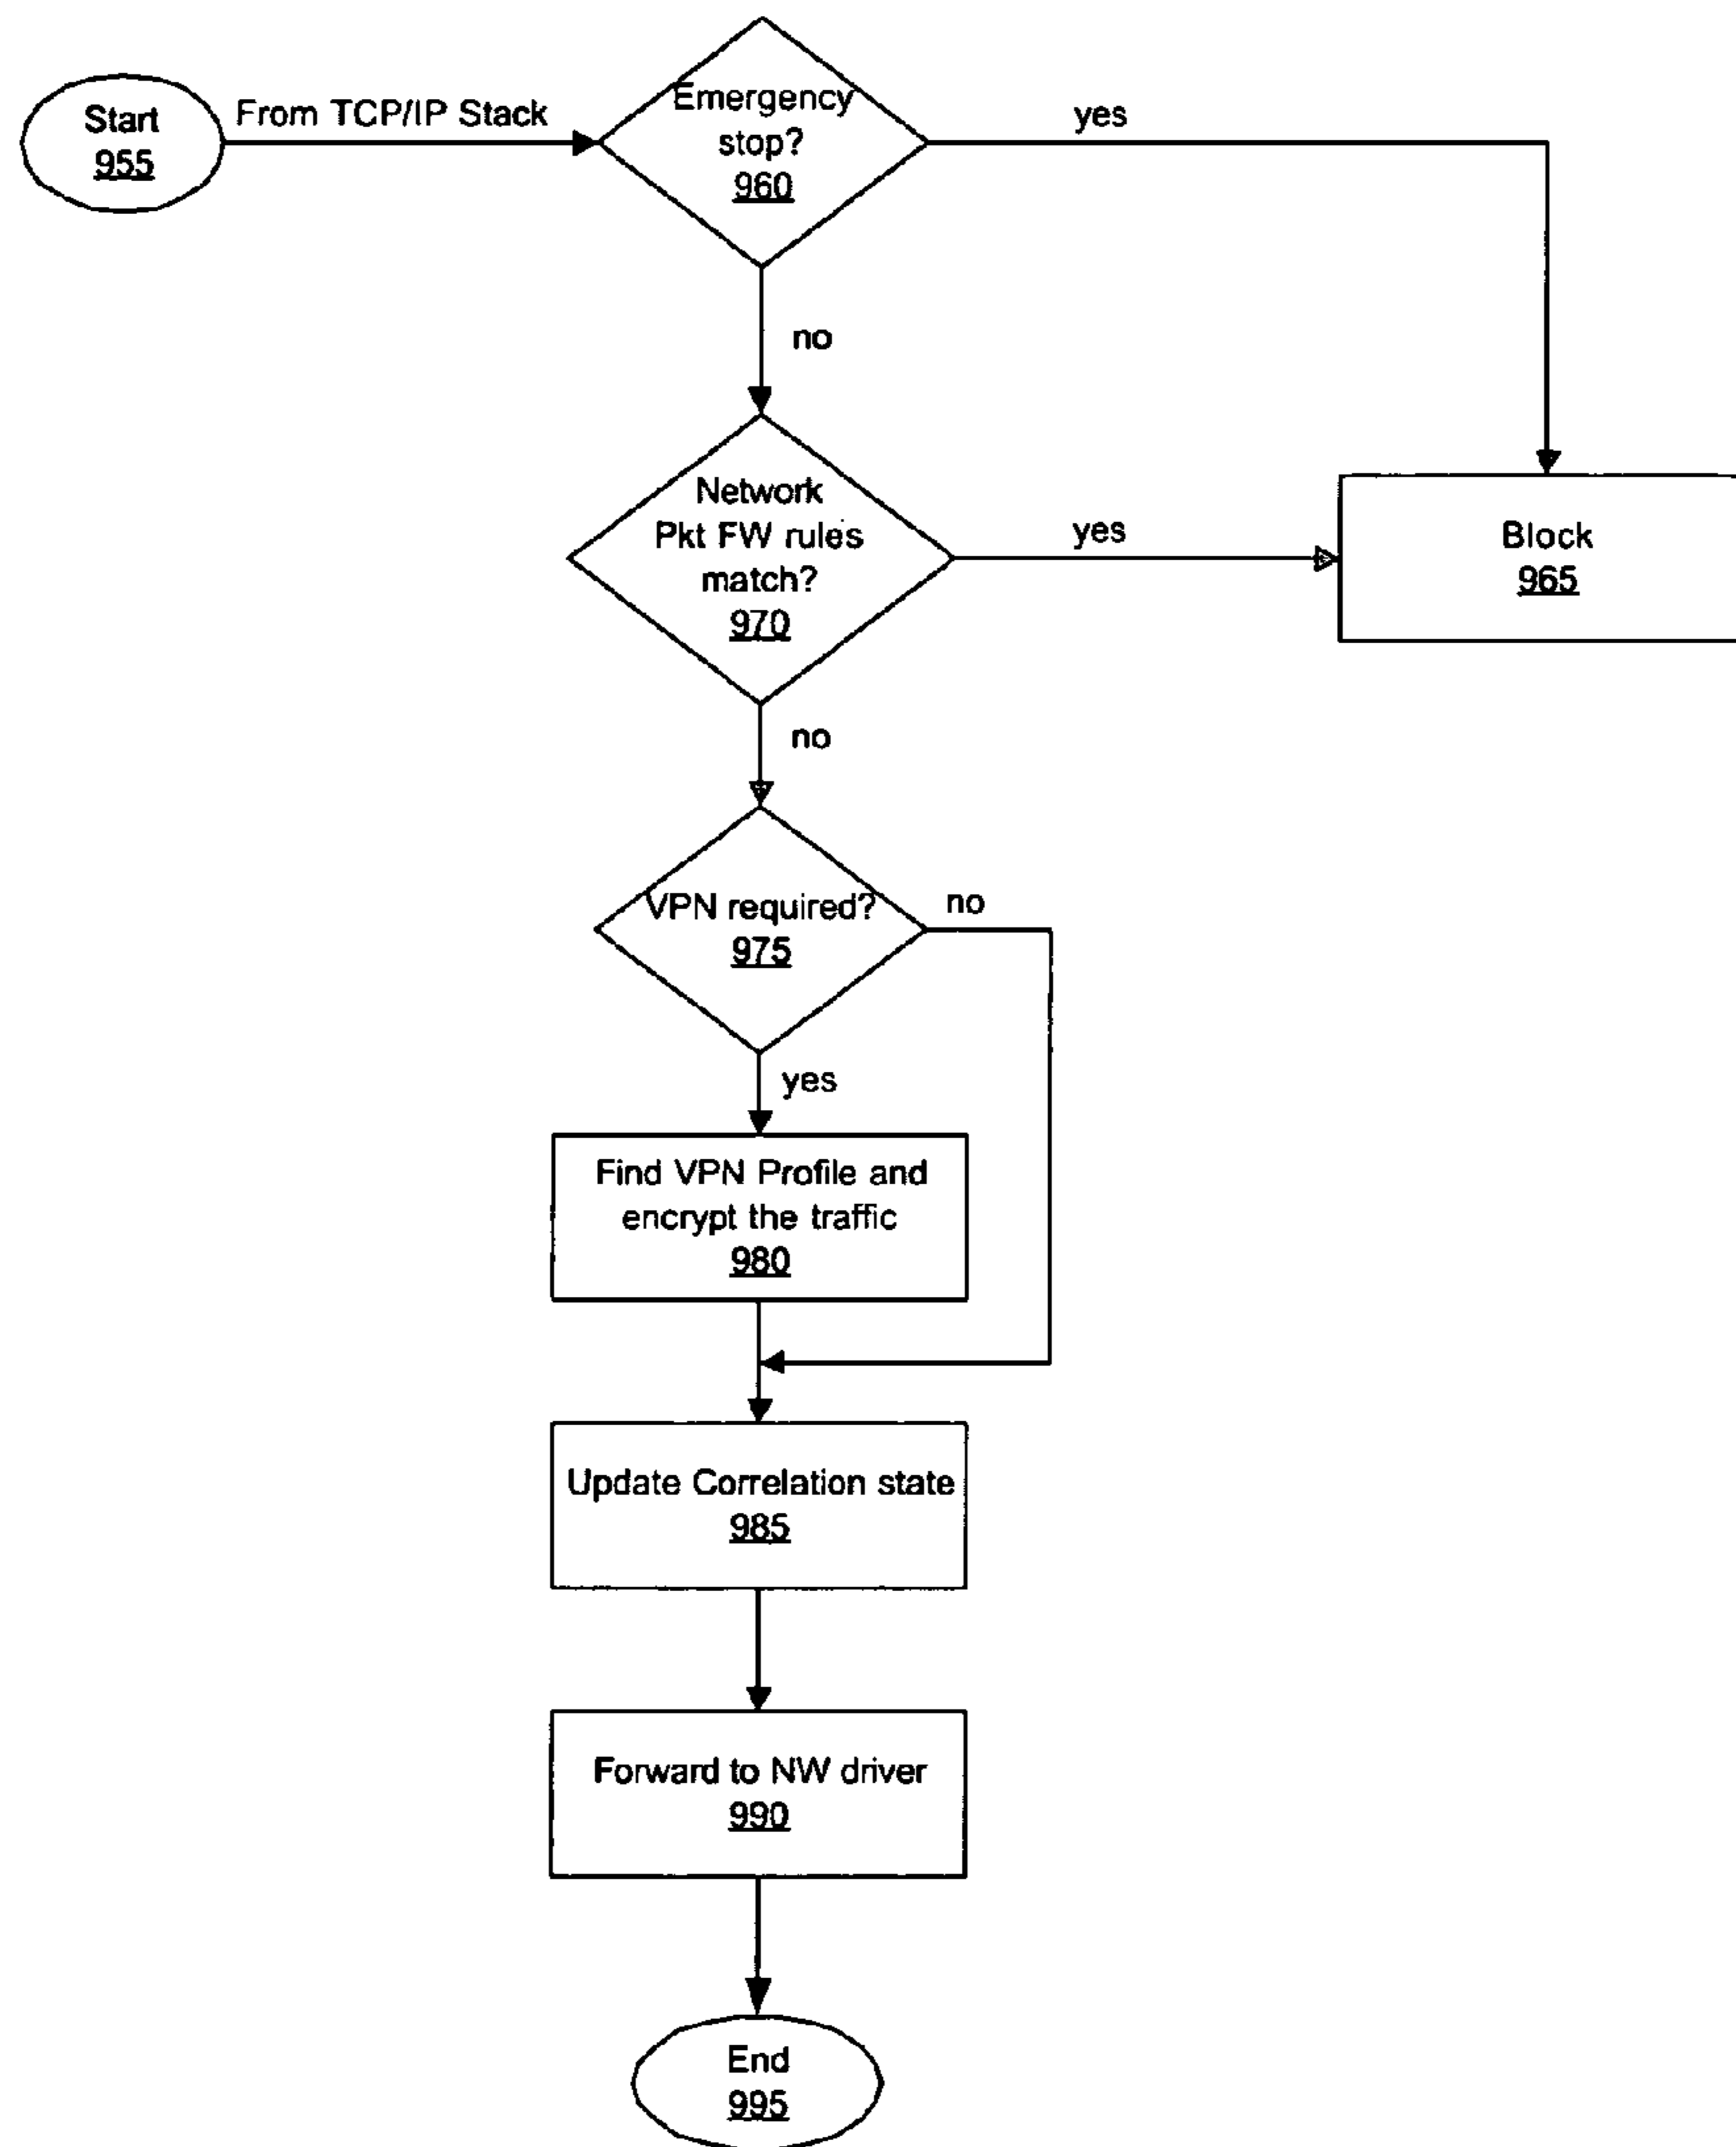 Start
955
From TCP/IP Stack
Emergency
stop?
960
yes
no
Network
Pkt FW rules
match?
970
yes
Block
965
no
VPN required?
975
no
yes
Find VPN Profile and
encrypt the traffic
980
Update Correlation state
985
Forward to NW driver
990
End
995